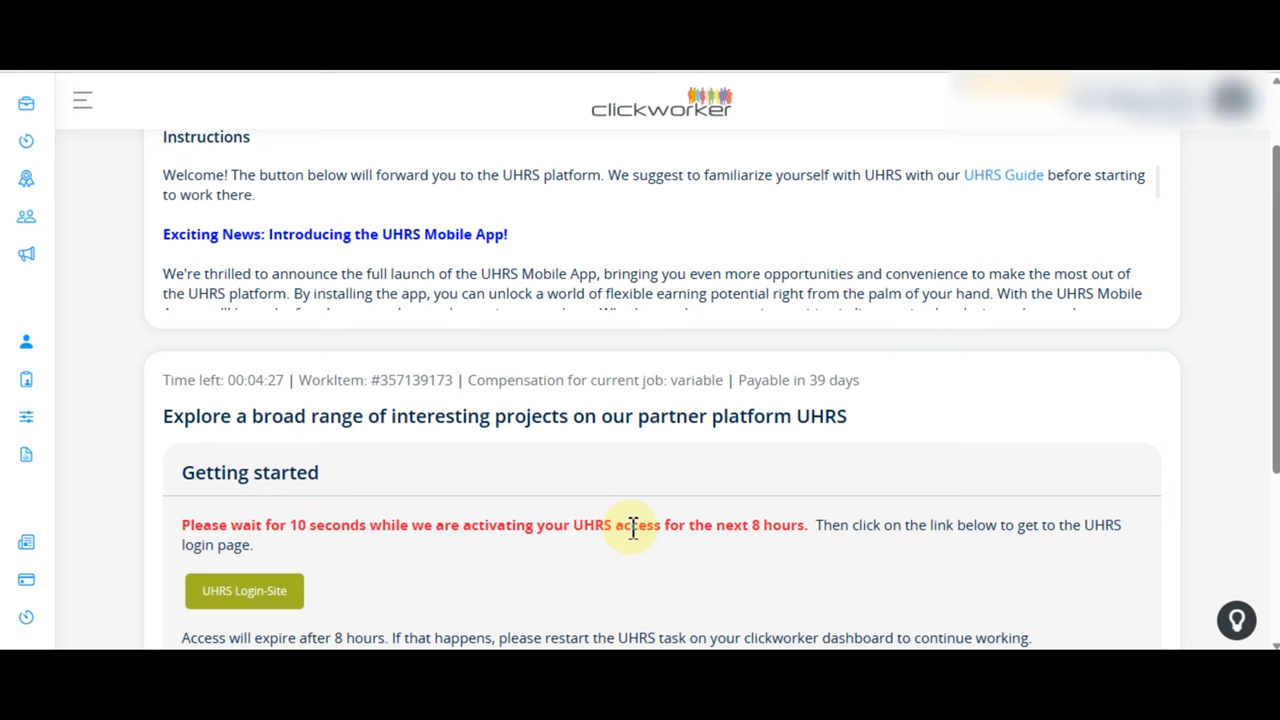 clickworker
Instructions
Welcome! The button below will forward you to the UHRS platform. We suggest to familiarize yourself with UHRS with our UHRS Guide before starting
to work there.
Exciting News: Introducing the UHRS Mobile App!
We're thrilled to announce the full launch of the UHRS Mobile App, bringing you even more opportunities and convenience to make the most out of
the UHRS platform. By installing the app, you can unlock a world of flexible earning potential right from the palm of your hand. With the UHRS Mobile
Time left: 00:04:27 | WorkItem: #357139173 | Compensation for current job: variable | Payable in 39 days
Explore a broad range of interesting projects on our partner platform UHRS
Getting started
Please wait for 10 seconds while we are activating your UHRS access for the next 8 hours. Then click on the link below to get to the UHRS
login page.
UHRS Login-Site
Access will expire after 8 hours. If that happens, please restart the UHRS task on your clickworker dashboard to continue working.